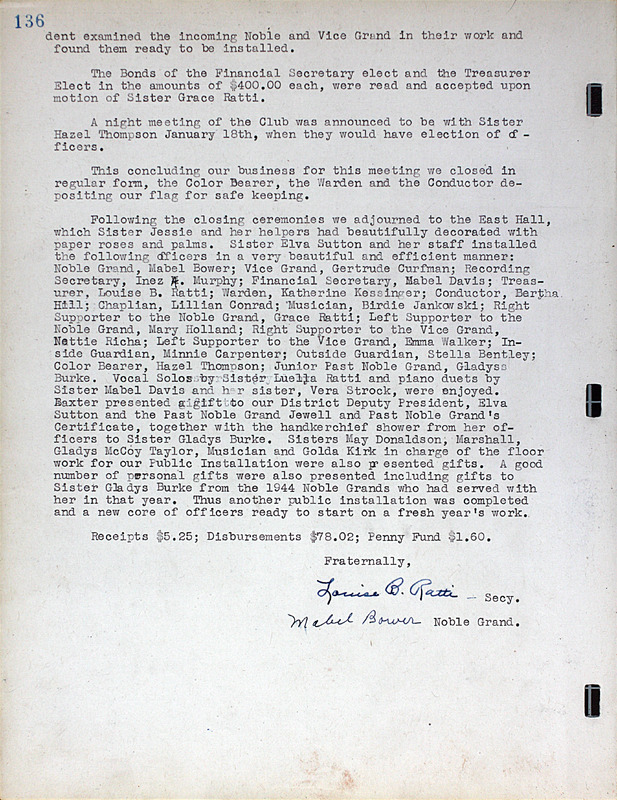 136
dent examined the incoming Noble and Vice Grand in their work and
found them ready to be installed.
The Bonds of the Financial Secretary elect and the Treasurer
Elect in the amounts of $400.00 each, were read and accepted upon
motion of Sister Grace Ratti.
A night meeting of the Club was announced to be with Sister
Hazel Thompson January 18th, when they would have election of of-
ficers.
This concluding our business for this meeting we closed in
regular form, the Color Bearer, the Warden and the Conductor de-
positing our flag for safe keeping.
Following the closing ceremonies we adjourned to the East Hall,
which Sister Jessie and her helpers had beautifully decorated with
paper roses and palms. Sister Elva Sutton and her staff installed
the following officers in a very beautiful and efficient manner:
Noble Grand, Mabel Bower; Vice Grand, Gertrude Curfman; Recording
Secretary, Inez A. Murphy; Financial Secretary, Mabel Davis; Treas-
urer, Louise B. Ratti; Warden, Katherine Kessinger; Conductor, Bertha
Hill; Chaplian, Lillian Conrad; Musician, Birdie Jankowski; Right
Supporter to the Noble Grand, Grace Ratti; Left Supporter to the
Noble Grand, Mary Holland; Right Supporter to the Vice Grand,
Nettie Richa; Left Supporter to the Vice Grand, Emma Walker; In-
side Guardian, Minnie Carpenter; Outside Guardian, Stella Bentley;
Color Bearer, Hazel Thompson; Junior Past Noble Grand, Gladyss
Burke. Vocal Solos by Sister Luella Ratti and piano duets by
Sister Mabel Davis and her sister, Vera Strock, were enjoyed.
Baxter presented gigift to our District Deputy President, Elva
Sutton and the Past Noble Grand Jewell and Past Noble Grand's
Certificate, together with the handkerchief shower from her of-
ficers to Sister Gladys Burke. Sisters May Donaldson, Marshall,
Gladys McCoy Taylor, Musician and Golda Kirk in charge of the floor
work for our Public Installation were also presented gifts. A good
number of personal gifts were also presented including gifts to
Sister Gladys Burke from the 1944 Noble Grands who had served with
her in that year. Thus another public installation was completed
and a new core of officers ready to start on a fresh year's work.
Receipts $5.25; Disbursements $78.02; Penny Fund $1.60.
Fraternally,
Louise B. Ratti - Secy.
Mabel Bower Noble Grand.